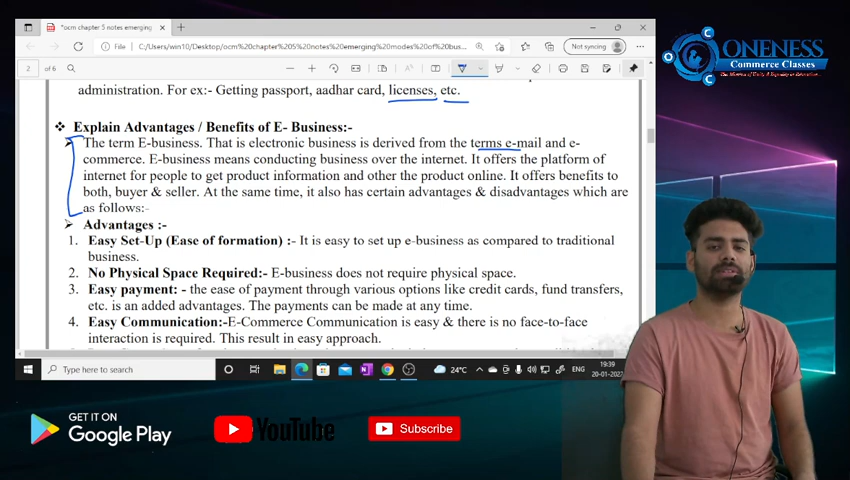 *ocm chapter 5 notes emerging
File
C:/Users/win10/Desktop/ocm%20chapter%205%20notes%20emerging%20modes%20of%20bus...
Not syncing
2 of 6
administration. For ex:- Getting passport, aadhar card, licenses, etc.
❖ Explain Advantages / Benefits of E- Business:-
The term E-business. That is electronic business is derived from the terms e-mail and e-
commerce. E-business means conducting business over the internet. It offers the platform of
internet for people to get product information and other the product online. It offers benefits to
both, buyer & seller. At the same time, it also has certain advantages & disadvantages which are
as follows:-
Advantages :-
1. Easy Set-Up (Ease of formation) :- It is easy to set up e-business as compared to traditional
business.
2. No Physical Space Required:- E-business does not require physical space.
3. Easy payment: - the ease of payment through various options like credit cards, fund transfers,
etc. is an added advantages. The payments can be made at any time.
4. Easy Communication:-E-Commerce Communication is easy & there is no face-to-face
interaction is required. This result in easy approach.
Type here to search
24°C
ENG
19:39
20-01-202
ONENESS
Commerce Classes
GET IT ON
Google Play
YouTube
Subscribe